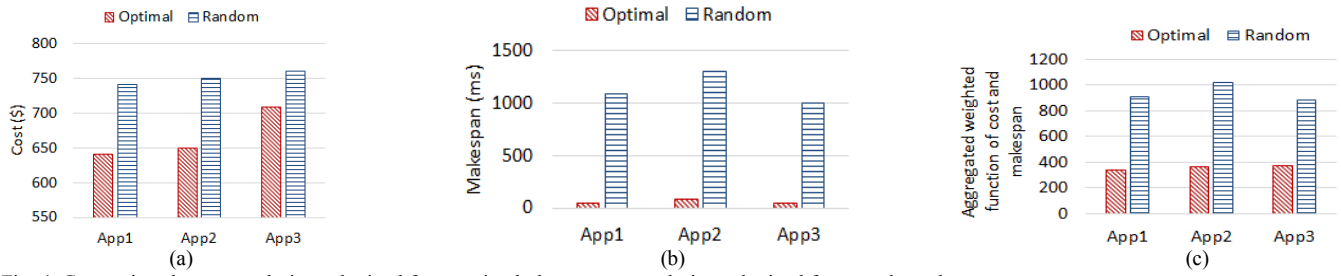 Optimal Random
800
750
700
650
600
550
Cost ($)
App1 App2 App3
(a)
Optimal Random
1500
1000
500
0
Makespan (ms)
App1 App2 App3
(b)
Optimal Random
1200
1000
800
600
400
200
0
Aggregated weighted
function of cost and
makespan
App1 App2 App3
(c)